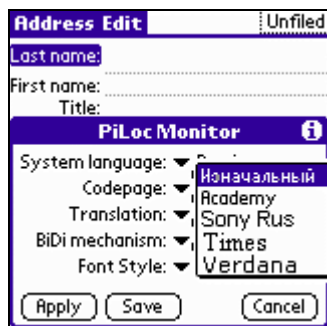 Address Edit Unfiled
Last name:
First name:
Title:
PiLoc Monitor
System language:
Изначальный
Codepage:
Academy
Translation:
Sony Rus
BiDi mechanism:
Times
Font Style:
Verdana
Apply Save Cancel